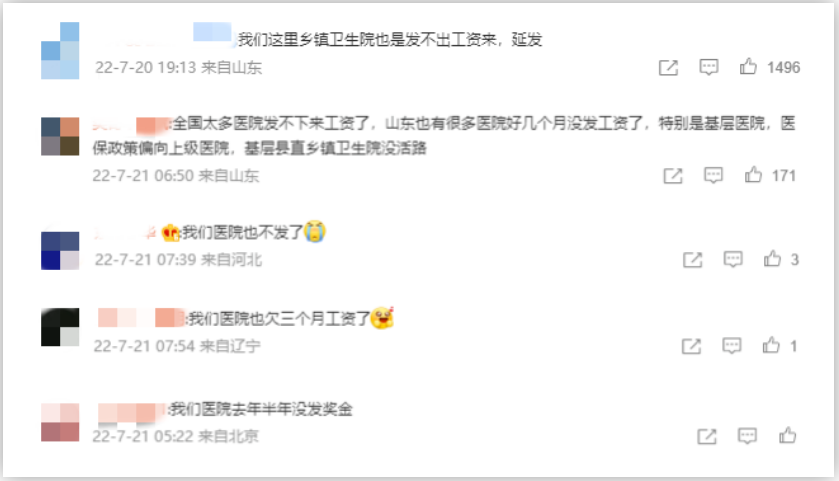 :我们这里乡镇卫生院也是发不出工资来，延发
22-7-20 19:13 来自山东
1496
:全国太多医院发不下来工资了，山东也有很多医院好几个月没发工资了，特别是基层医院，医
保政策偏向上级医院，基层县直乡镇卫生院没活路
22-7-21 06:50 来自山东
171
:我们医院也不发了
22-7-21 07:39 来自河北
3
:我们医院也欠三个月工资了
22-7-21 07:54 来自辽宁
1
:我们医院去年半年没发奖金
22-7-21 05:22 来自北京